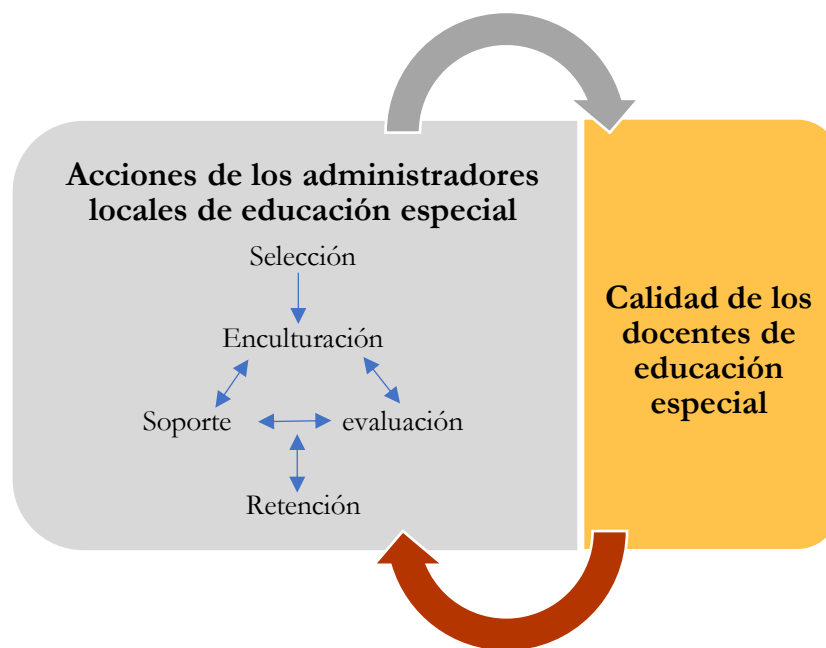 Acciones de los administradores
locales de educación especial
Selección
Enculturación
Soporte
evaluación
Retención
Calidad de los
docentes de
educación
especial